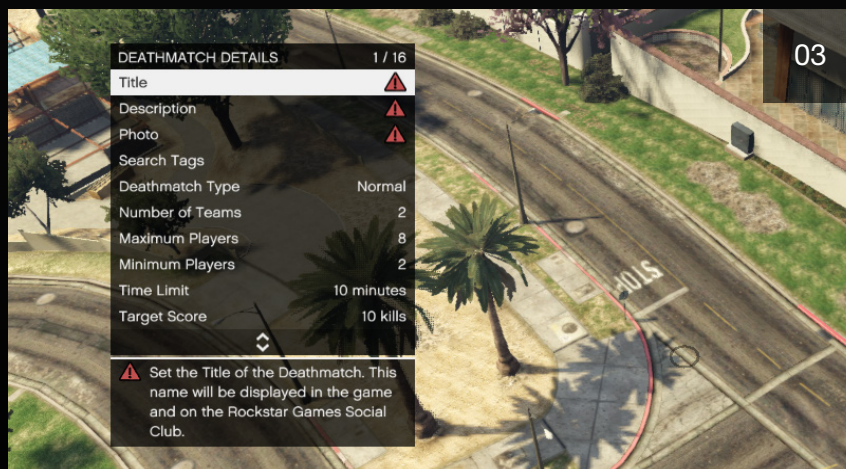 DEATHMATCH DETAILS 1 / 16
03
Title
Description
Photo
Search Tags
Deathmatch Type Normal
Number of Teams 2
Maximum Players 8
Minimum Players 2
Time Limit 10 minutes
Target Score 10 kills
STOP
Set the Title of the Deathmatch. This
name will be displayed in the game
and on the Rockstar Games Social
Club.